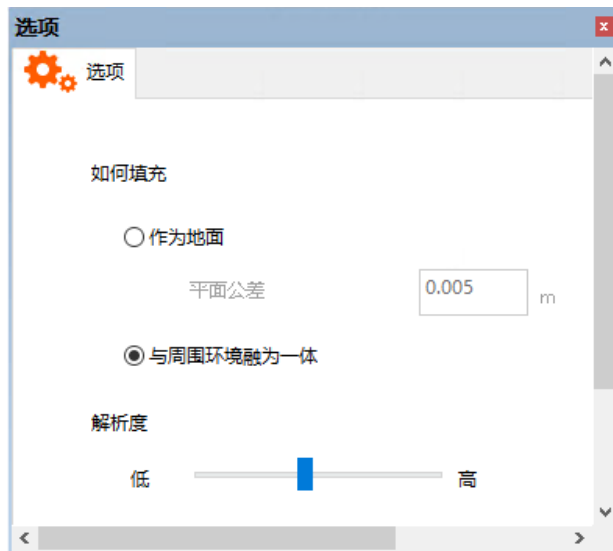 选项
选项
如何填充
作为地面
平面公差 0.005 m
与周围环境融为一体
解析度
低 高